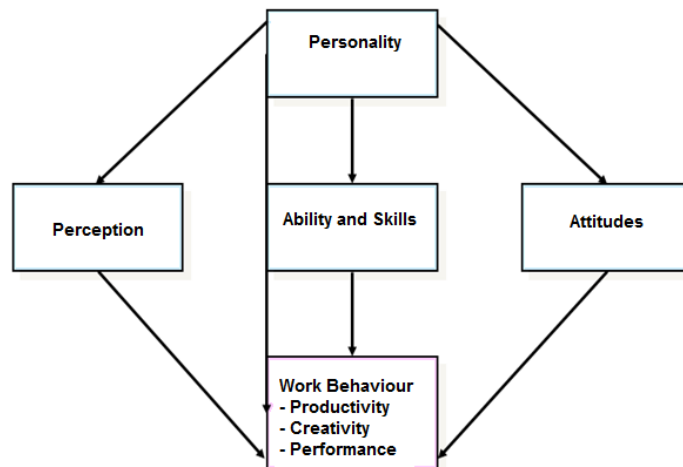 Personality
Perception
Ability and Skills
Attitudes
Work Behaviour
- Productivity
- Creativity
- Performance